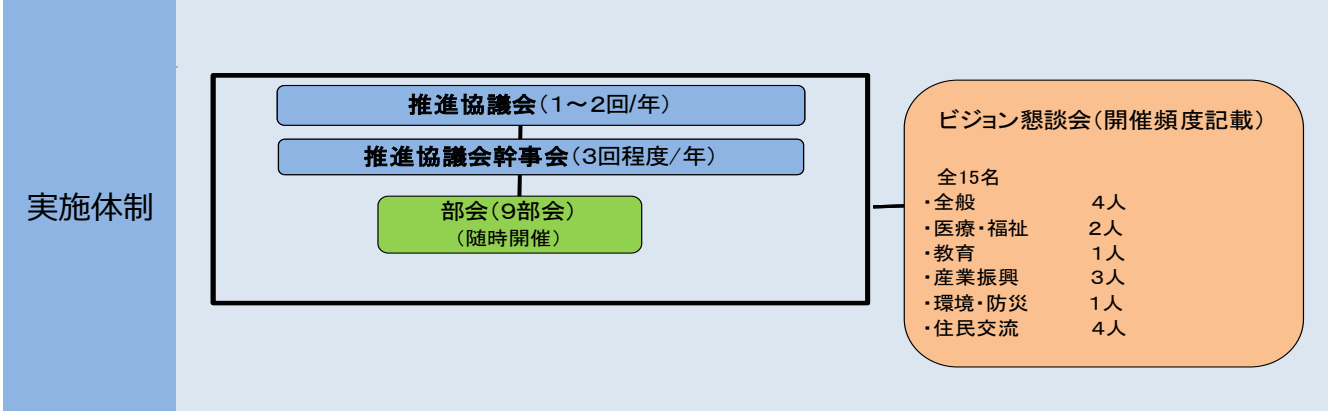 実施体制
推進協議会（１～２回/年）
推進協議会幹事会（３回程度/年）
部会（９部会）
（随時開催）
ビジョン懇談会（開催頻度記載）
全15名
・全般　４人
・医療・福祉　２人
・教育　１人
・産業振興　３人
・環境・防災　１人
・住民交流　４人